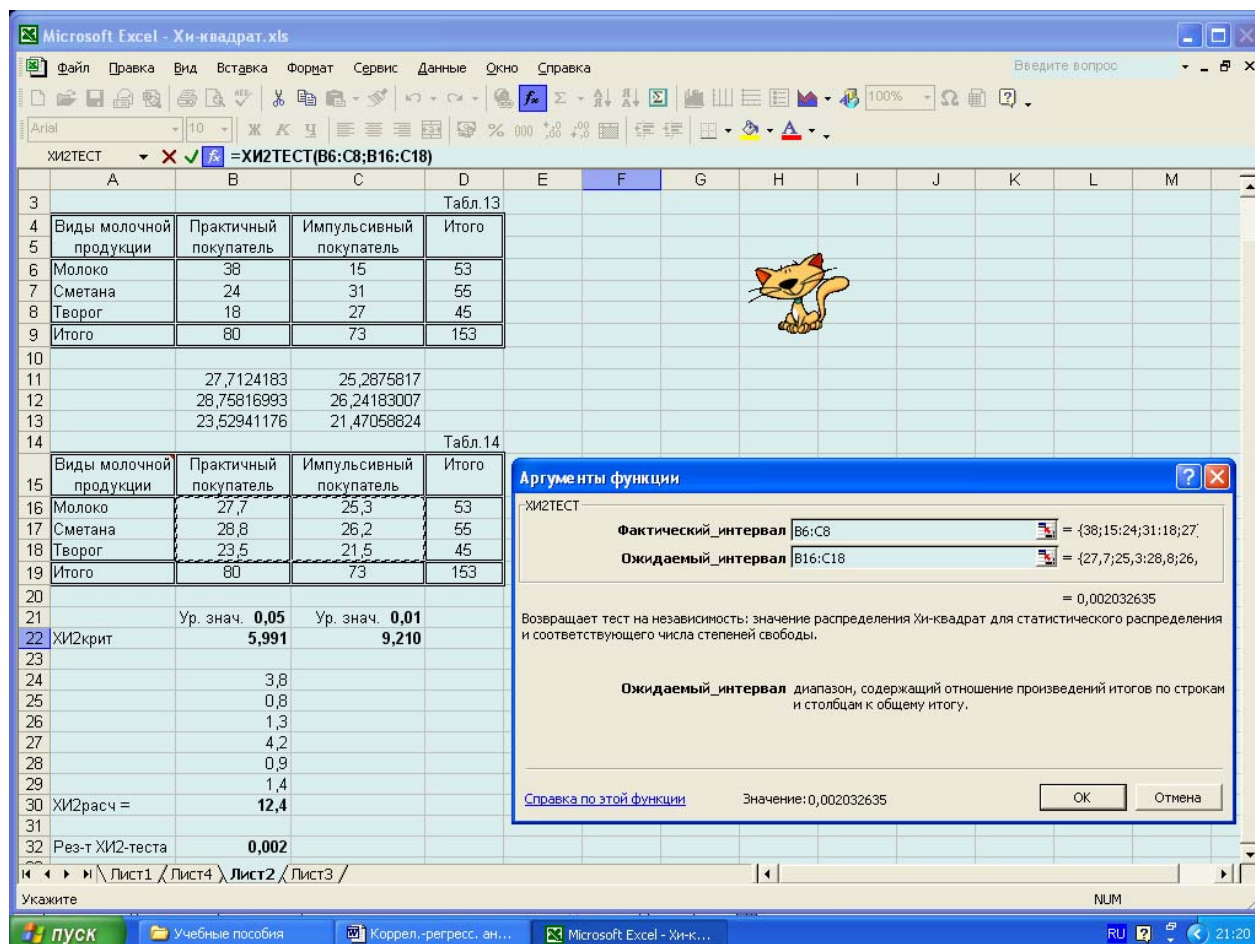 Microsoft Excel - Хи-квадрат.xls
Файл Правка Вид Вставка Формат Сервис Данные Окно Справка Введите вопрос
100%
Arial 10 Ж К Ч % 000
ХИ2ТЕСТ =ХИ2ТЕСТ(B6:C8;B16:C18)
A B C D E F G H I J K L M
3 Табл.13
4 Виды молочной Практичный Импульсивный Итого
5 продукции покупатель покупатель
6 Молоко 38 15 53
7 Сметана 24 31 55
8 Творог 18 27 45
9 Итого 80 73 153
10
11 27,7124183 25,2875817
12 28,75816993 26,24183007
13 23,52941176 21,47058824
14 Табл.14
Виды молочной Практичный Импульсивный Итого
15 продукции покупатель покупатель
16 Молоко 27,7 25,3 53
17 Сметана 28,8 26,2 55
18 Творог 23,5 21,5 45
19 Итого 80 73 153
20
21 Ур. знач. 0,05 Ур. знач. 0,01
22 ХИ2крит 5,991 9,210
23
24 3,8
25 0,8
26 1,3
27 4,2
28 0,9
29 1,4
30 ХИ2расч = 12,4
31
32 Рез-т ХИ2-теста 0,002
Аргументы функции
ХИ2ТЕСТ
Фактический_интервал B6:C8 = {38;15:24;31:18;27
Ожидаемый_интервал B16:C18 = {27,7;25,3:28,8;26,
= 0,002032635
Возвращает тест на независимость: значение распределения Хи-квадрат для статистического распределения
и соответствующего числа степеней свободы.
Ожидаемый_интервал диапазон, содержащий отношение произведений итогов по строкам
и столбцам к общему итогу.
Справка по этой функции Значение:0,002032635 ОК Отмена
Лист1 Лист4 Лист2 Лист3
Укажите NUM
пуск Учебные пособия Коррел.-регресс. ан... Microsoft Excel - Хи-к... RU 21:20